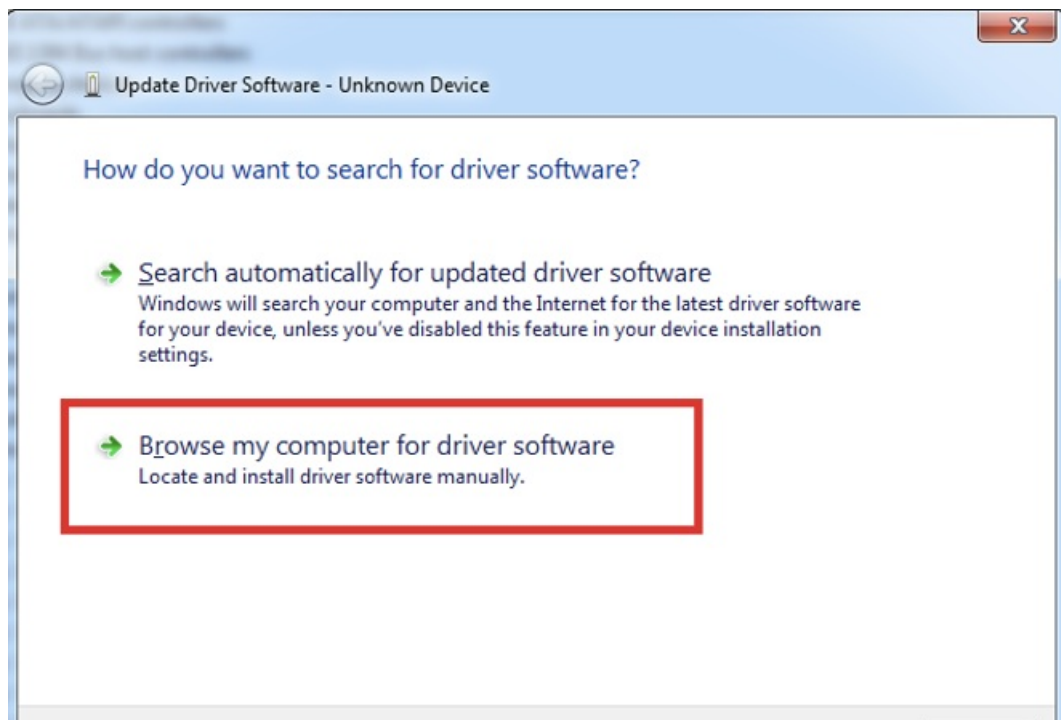 Update Driver Software - Unknown Device
How do you want to search for driver software?
Search automatically for updated driver software
Windows will search your computer and the Internet for the latest driver software
for your device, unless you've disabled this feature in your device installation
settings.
Browse my computer for driver software
Locate and install driver software manually.